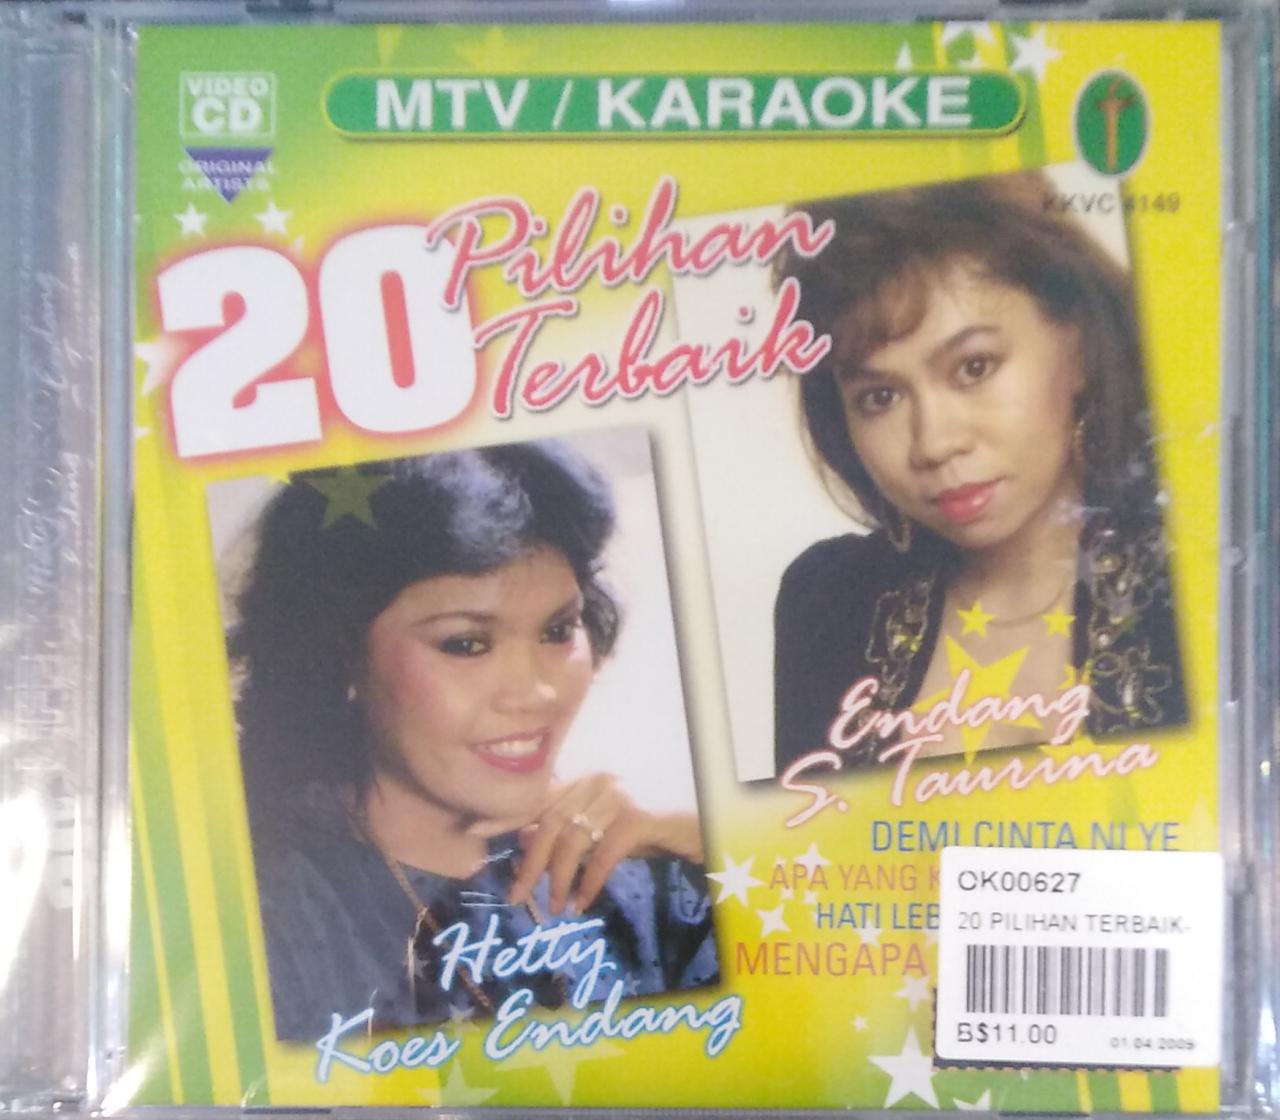 VIDEO
CD
ORIGINAL
ARTISTS
MTV / KARAOKE
KKVC 4149
20 Pilihan
Terbaik
Endang
S. Taurina
DEMI CINTA NI YE
APA YANG
HATI
MENGAPA
Hetty
Koes Endang
OK00627
20 PILIHAN TERBAIK-
B$11.00
01.04.2009